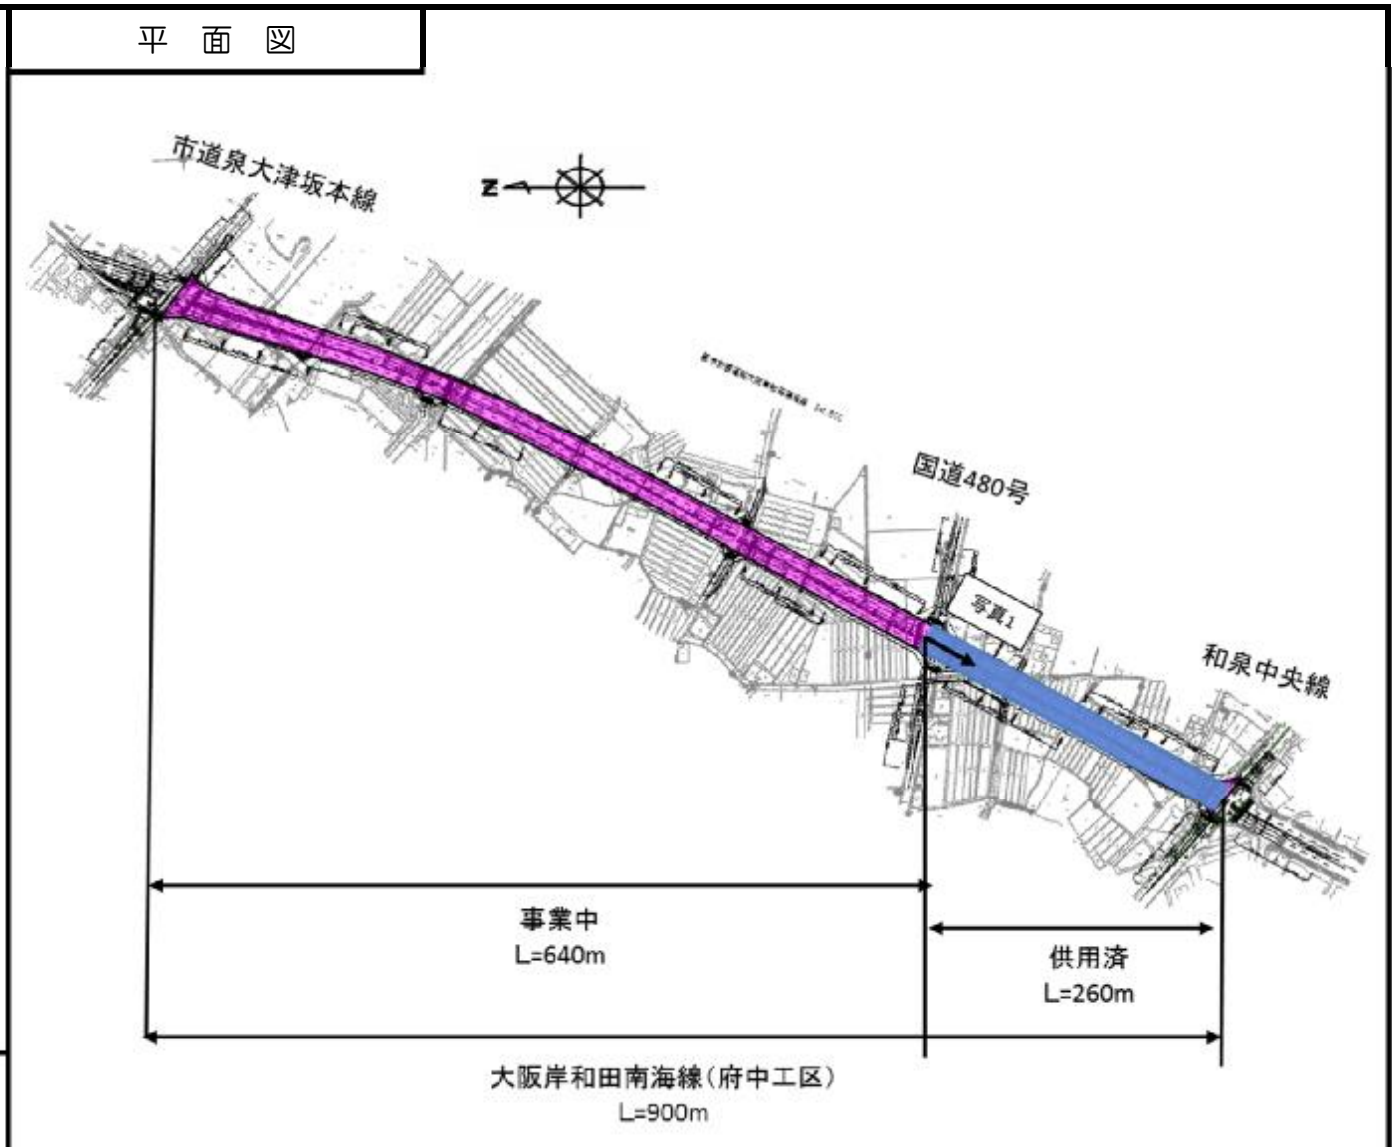 平面図
市道泉大津坂本線
Z
国道480号
写真1
和泉中央線
事業中
L=640m
供用済
L=260m
大阪岸和田南海線(府中工区)
L=900m